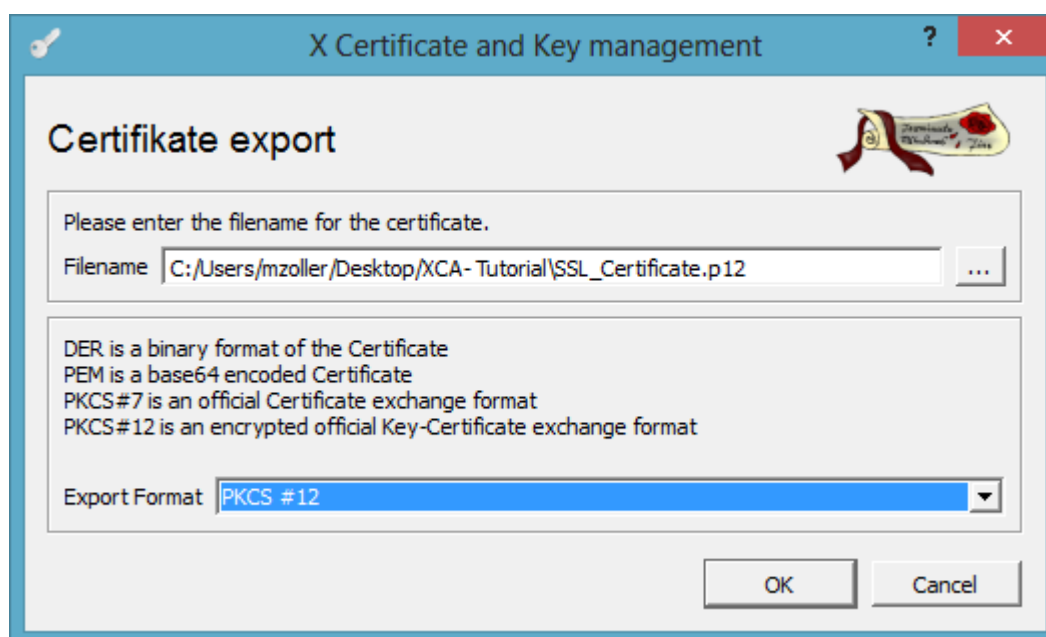 X Certificate and Key management
?
Certifikate export
Please enter the filename for the certificate.
Filename C:/Users/mzoller/Desktop/XCA- Tutorial\SSL_Certificate.p12 ...
DER is a binary format of the Certificate
PEM is a base64 encoded Certificate
PKCS#7 is an official Certificate exchange format
PKCS#12 is an encrypted official Key-Certificate exchange format
Export Format PKCS #12
OK Cancel